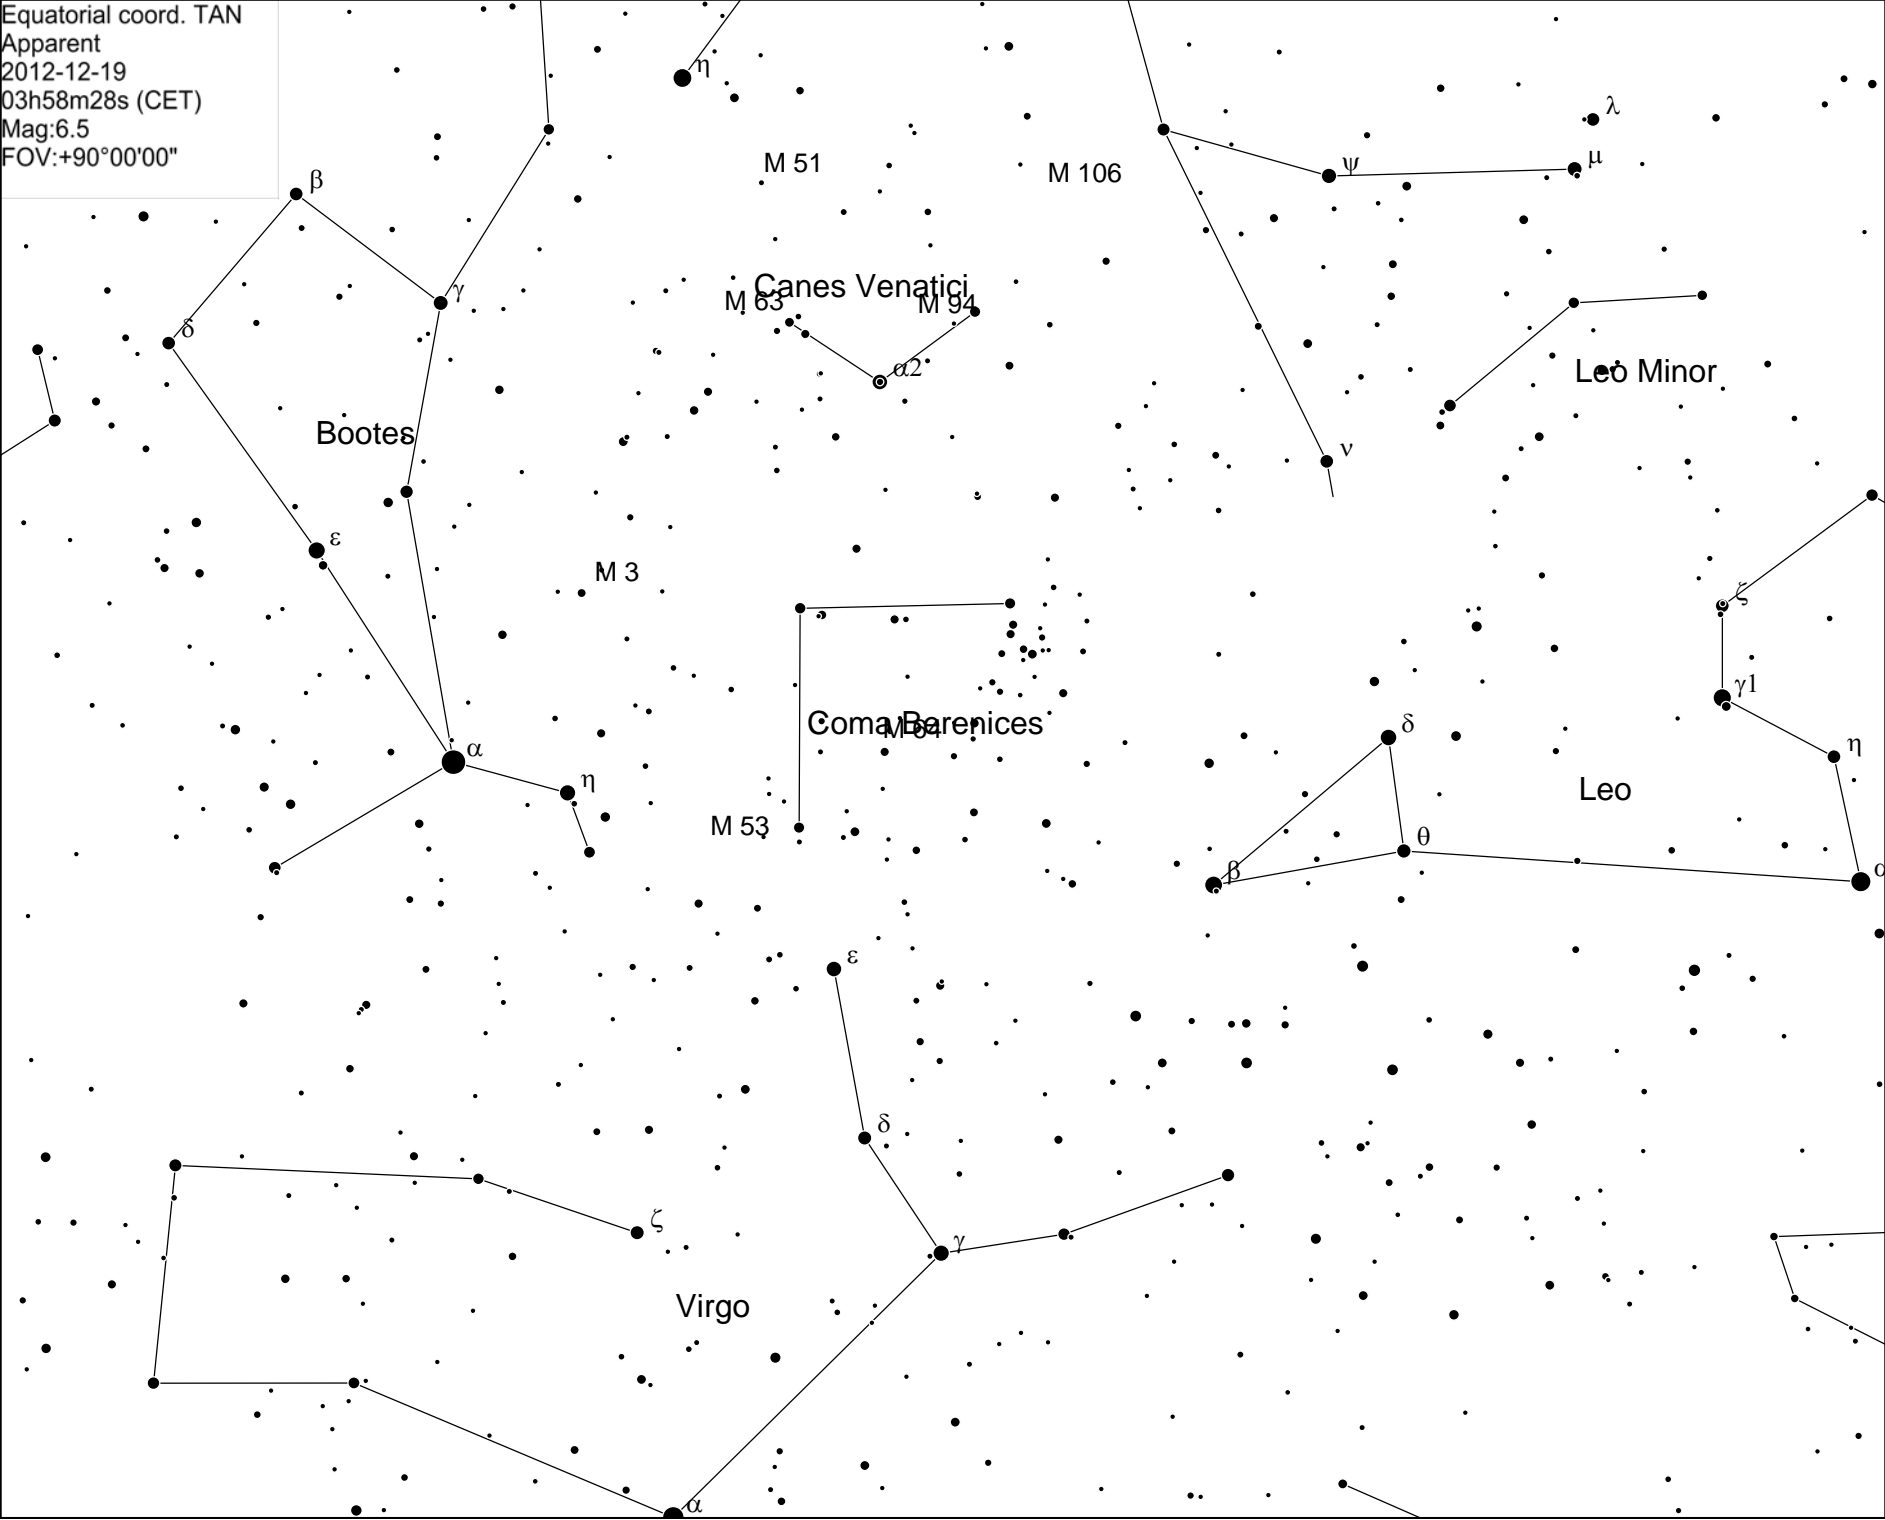 Equatorial coord. TAN
Apparent
2012-12-19
03h58m28s (CET)
Mag:6.5
FOV:+90°00'00"
η
λ
M 51
M 106
ψ
μ
β
Canes Venatici
M 63
M 94
γ
δ
α2
Leo Minor
Bootes
ν
ε
M 3
ζ
γ1
Coma Berenices
M 64
δ
α
η
η
Leo
M 53
θ
β
α
ε
δ
ζ
γ
Virgo
α